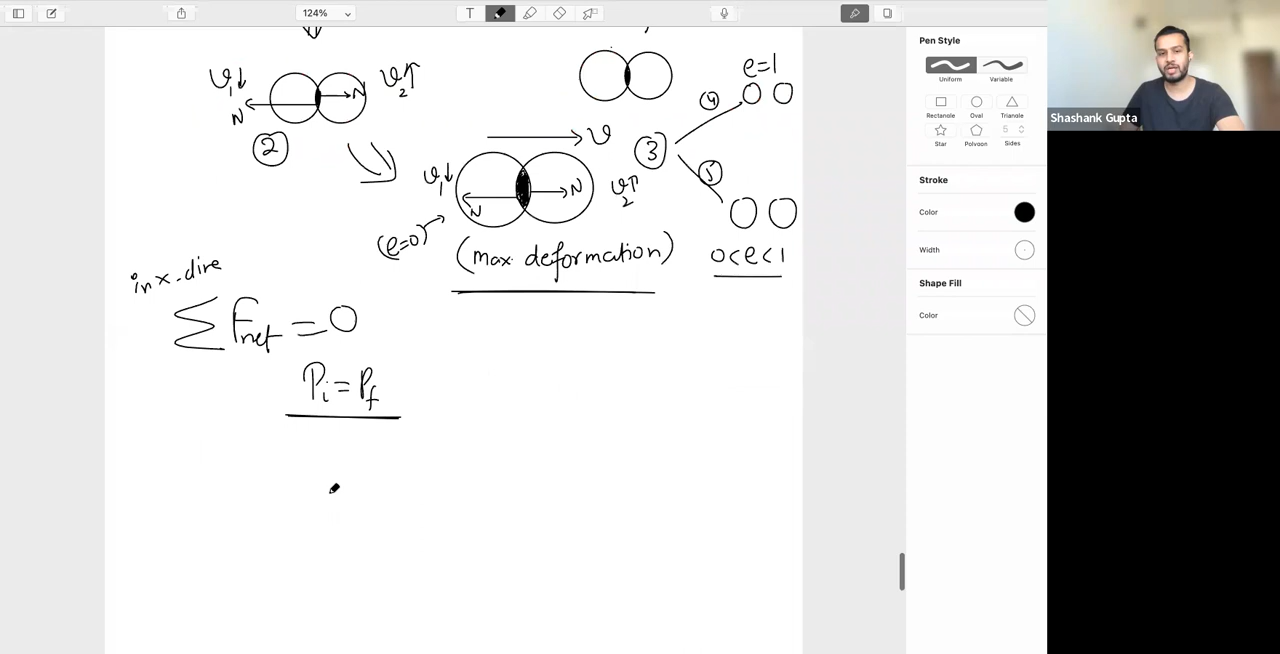 124%
T
Pen Style
Uniform
Variable
Rectangle
Oval
Triangle
Star
Polygon
5
Sides
Stroke
Color
Width
Shape Fill
Color
Shashank Gupta
v₁↓
N
N
v₂↑
②
e=1
④
→ v
③
⑤
v₁↓
N
N
v₂↑
(e=0)
(max deformation)
0<e<1
in x-dire
∑ Fnet = 0
Pi = Pf